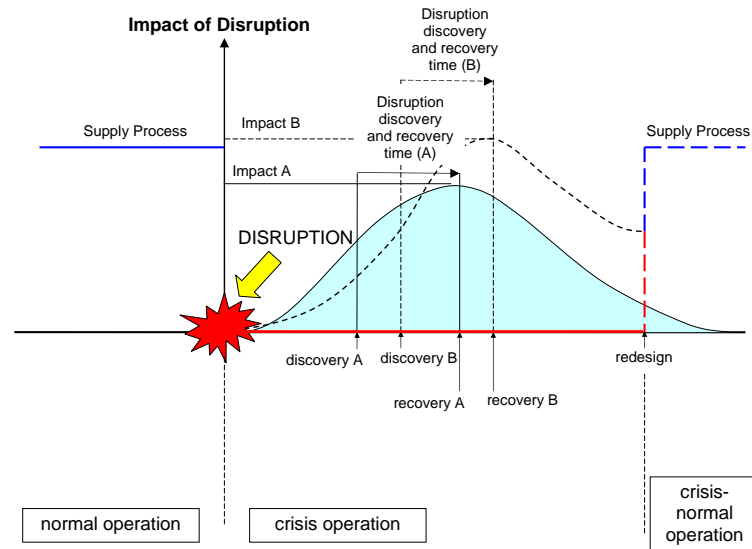 Impact of Disruption
Disruption
discovery
and recovery
time (B)
Disruption
discovery
and recovery
time (A)
Supply Process
Impact B
Supply Process
Impact A
DISRUPTION
discovery A
discovery B
redesign
recovery A
recovery B
normal operation
crisis operation
crisis-
normal
operation